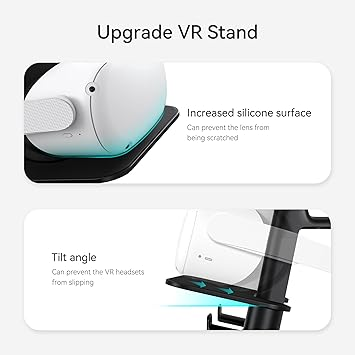 Upgrade VR Stand
Increased silicone surface
Can prevent the lens from
being scratched
Tilt angle
Can prevent the VR headsets
from slipping